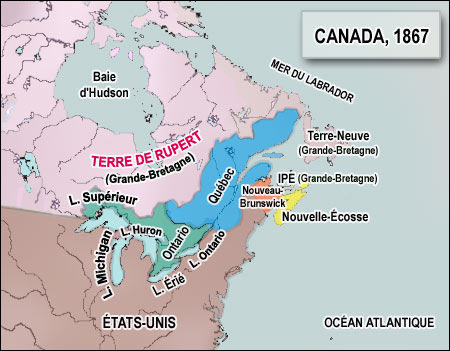 CANADA, 1867
Baie
d'Hudson
MER DU LABRADOR
TERRE DE RUPERT
(Grande-Bretagne)
Terre-Neuve
(Grande-Bretagne)
Québec
IPÉ (Grande-Bretagne)
Nouveau-
Brunswick
Nouvelle-Écosse
L. Supérieur
L. Huron
Ontario
L. Ontario
L. Michigan
L. Érié
ÉTATS-UNIS
OCÉAN ATLANTIQUE